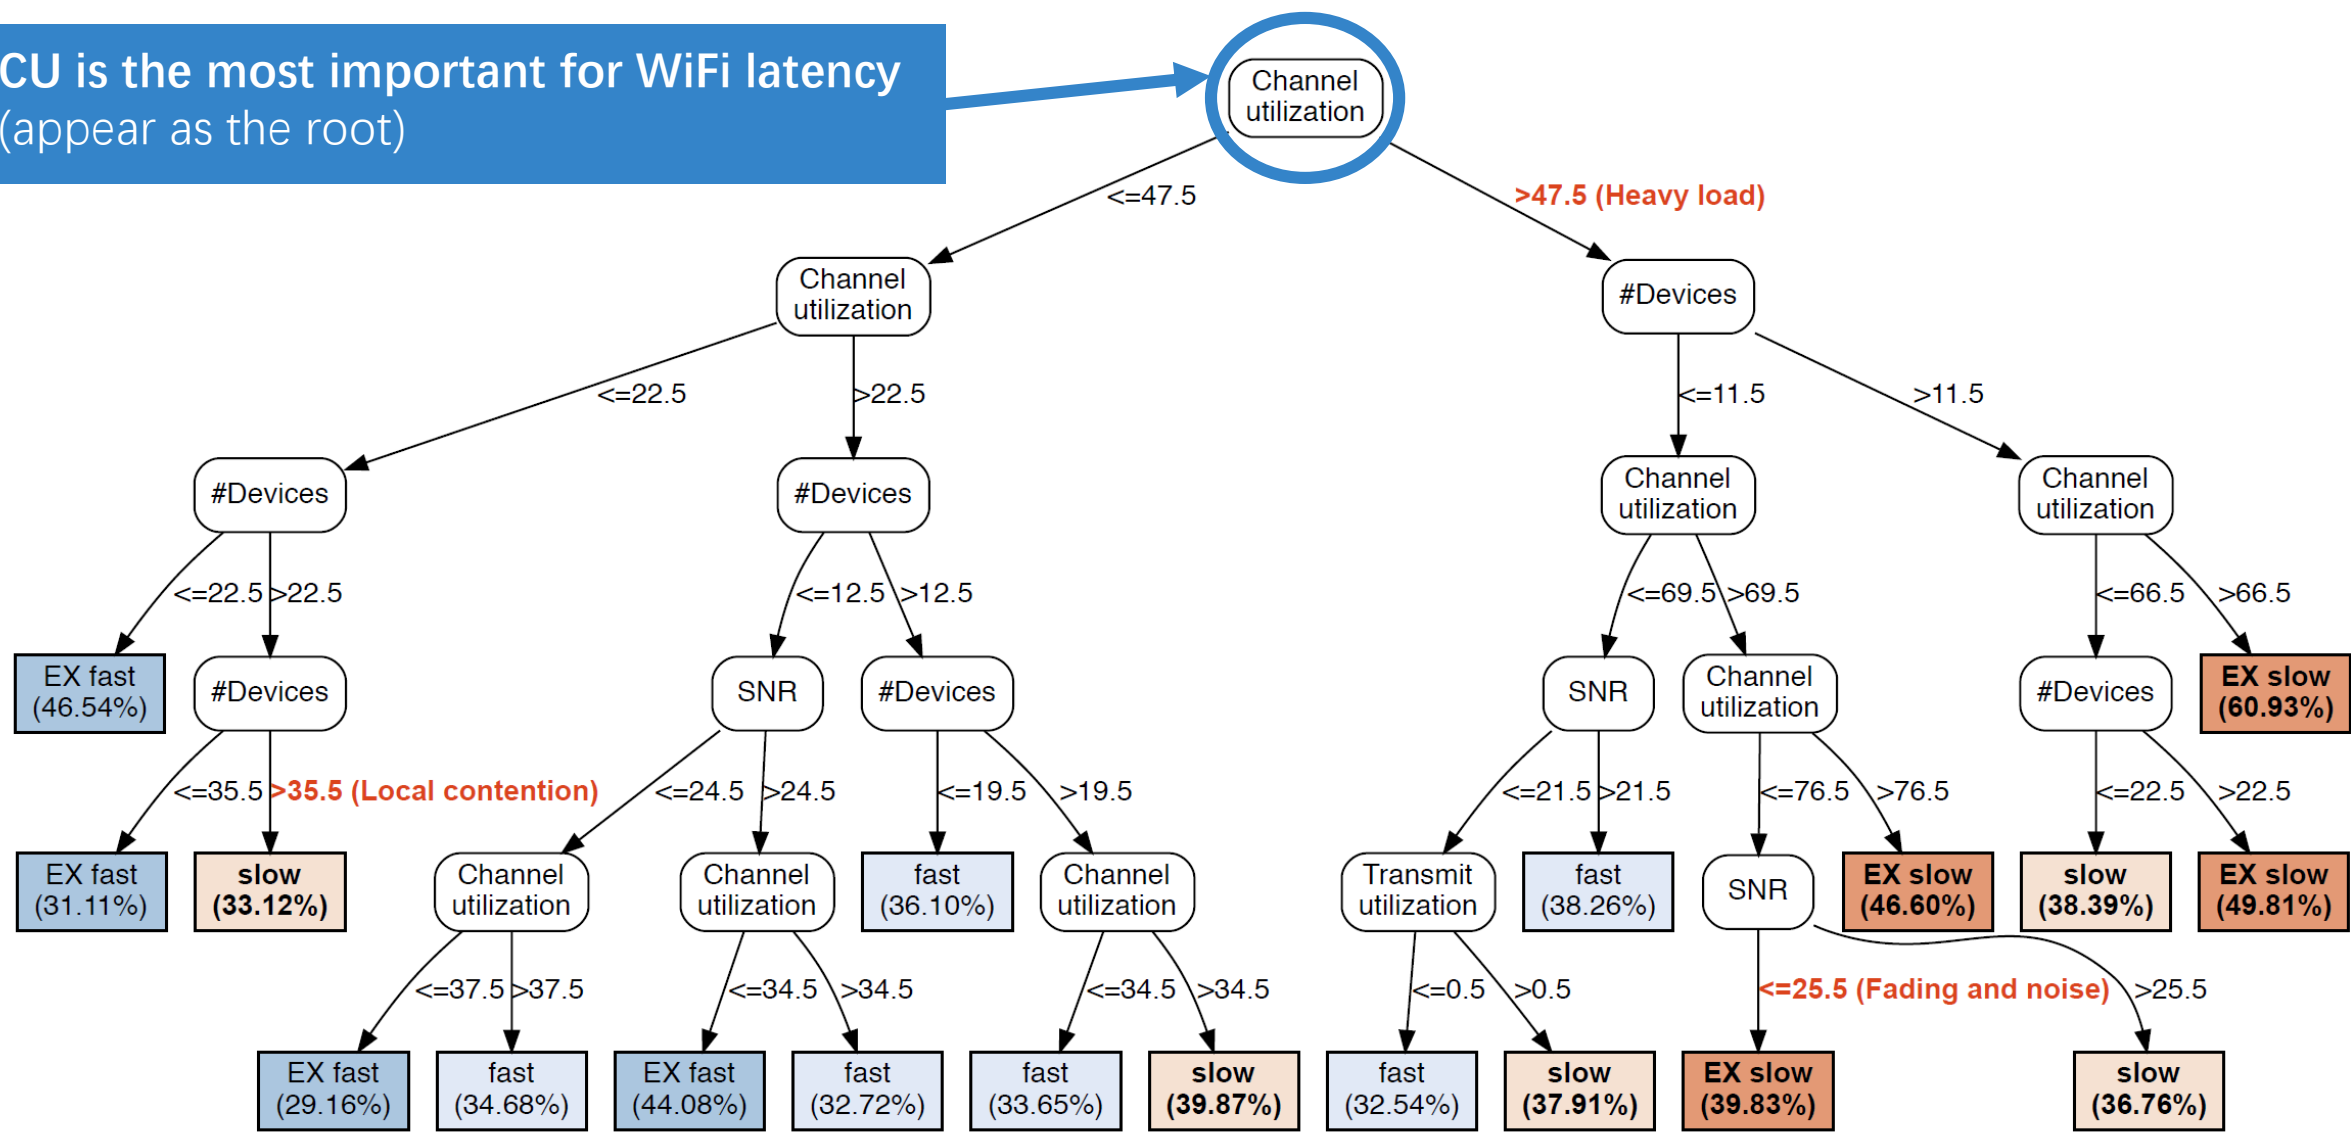 CU is the most important for WiFi latency
(appear as the root)
Channel
utilization
<=47.5
>47.5 (Heavy load)
Channel
utilization
#Devices
<=22.5
>22.5
<=11.5
>11.5
#Devices
#Devices
Channel
utilization
Channel
utilization
<=22.5
>22.5
<=12.5
>12.5
<=69.5
>69.5
<=66.5
>66.5
EX fast
(46.54%)
#Devices
SNR
#Devices
SNR
Channel
utilization
#Devices
EX slow
(60.93%)
<=35.5
>35.5 (Local contention)
<=24.5
>24.5
<=19.5
>19.5
<=21.5
>21.5
<=76.5
>76.5
<=22.5
>22.5
EX fast
(31.11%)
slow
(33.12%)
Channel
utilization
Channel
utilization
fast
(36.10%)
Channel
utilization
Transmit
utilization
fast
(38.26%)
SNR
EX slow
(46.60%)
slow
(38.39%)
EX slow
(49.81%)
<=37.5
>37.5
<=34.5
>34.5
<=34.5
>34.5
<=0.5
>0.5
<=25.5 (Fading and noise)
>25.5
EX fast
(29.16%)
fast
(34.68%)
EX fast
(44.08%)
fast
(32.72%)
fast
(33.65%)
slow
(39.87%)
fast
(32.54%)
slow
(37.91%)
EX slow
(39.83%)
slow
(36.76%)